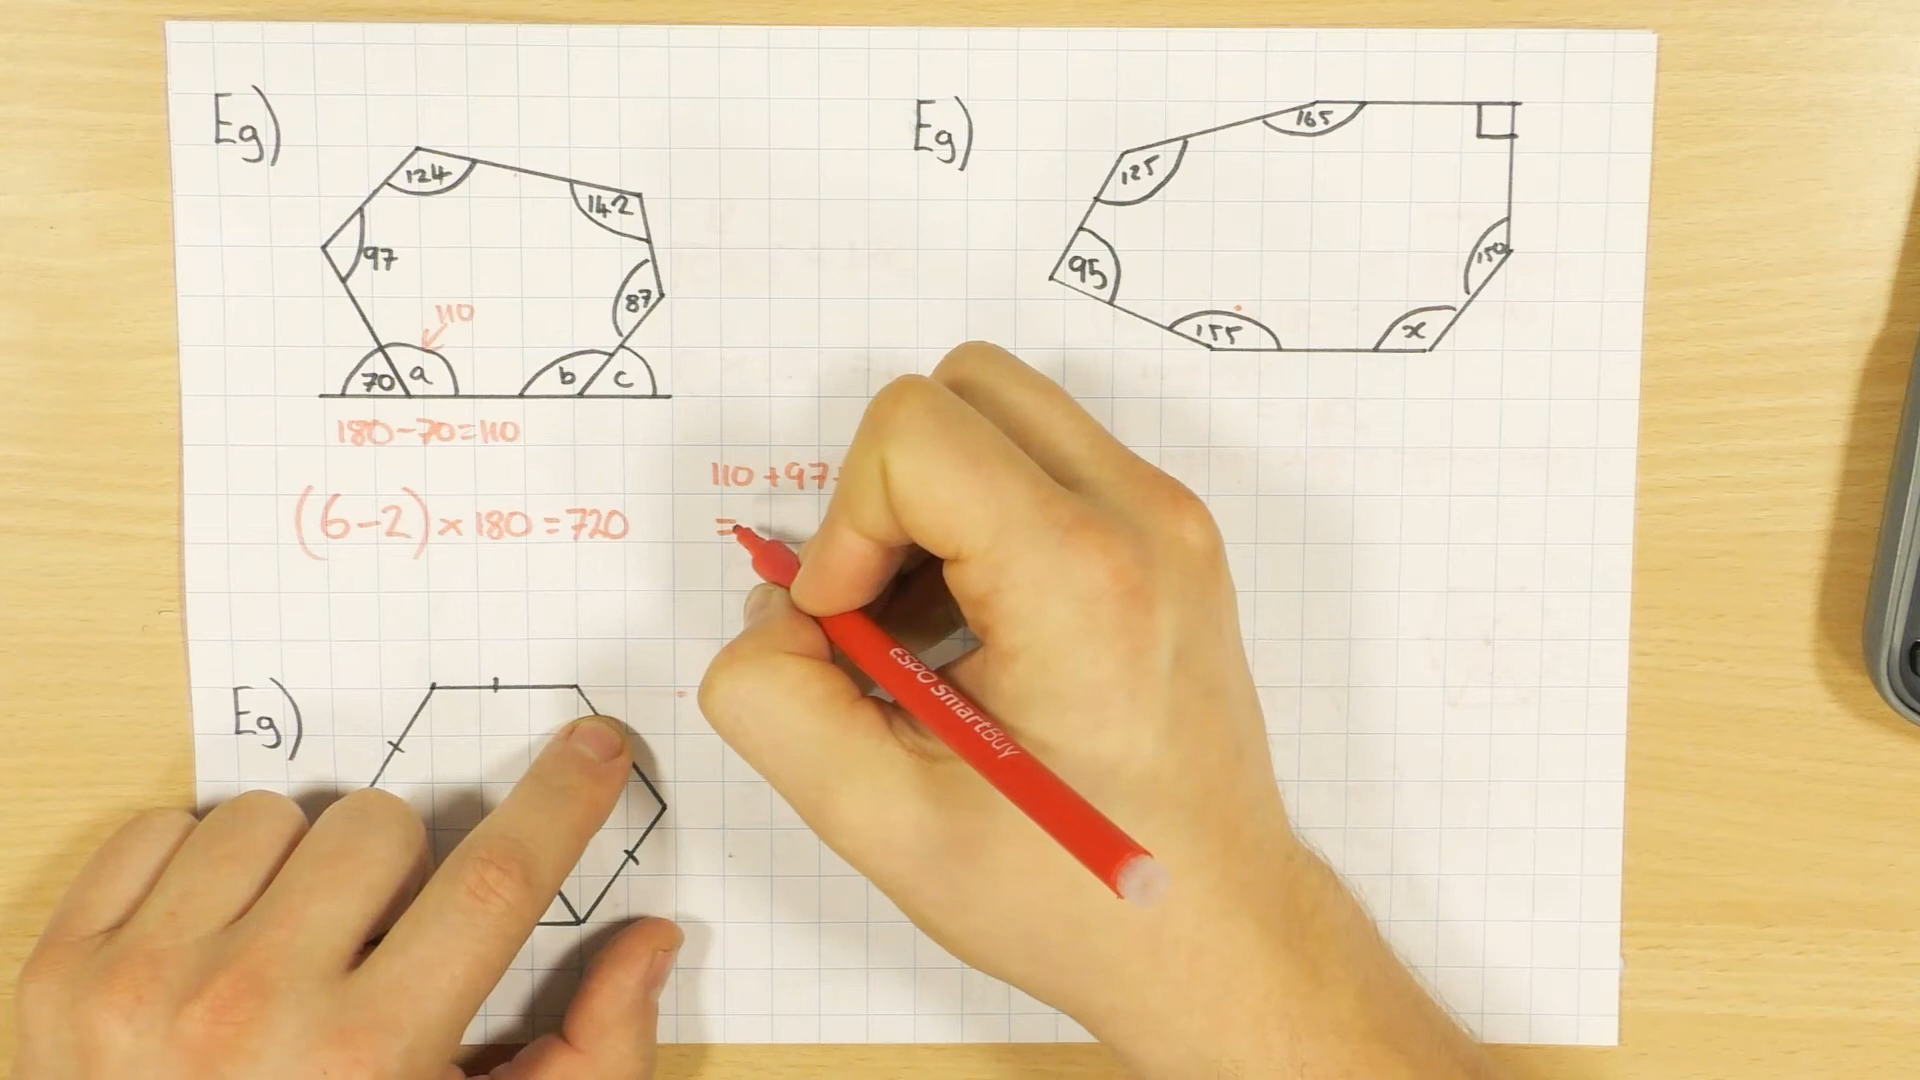 Eg)
124
142
97
87
110
70 a b c
180-70=110
(6-2)×180=720
110+97+
=
Eg)
165
125
150
95
155
x
Eg)
ESPO Smartbuy